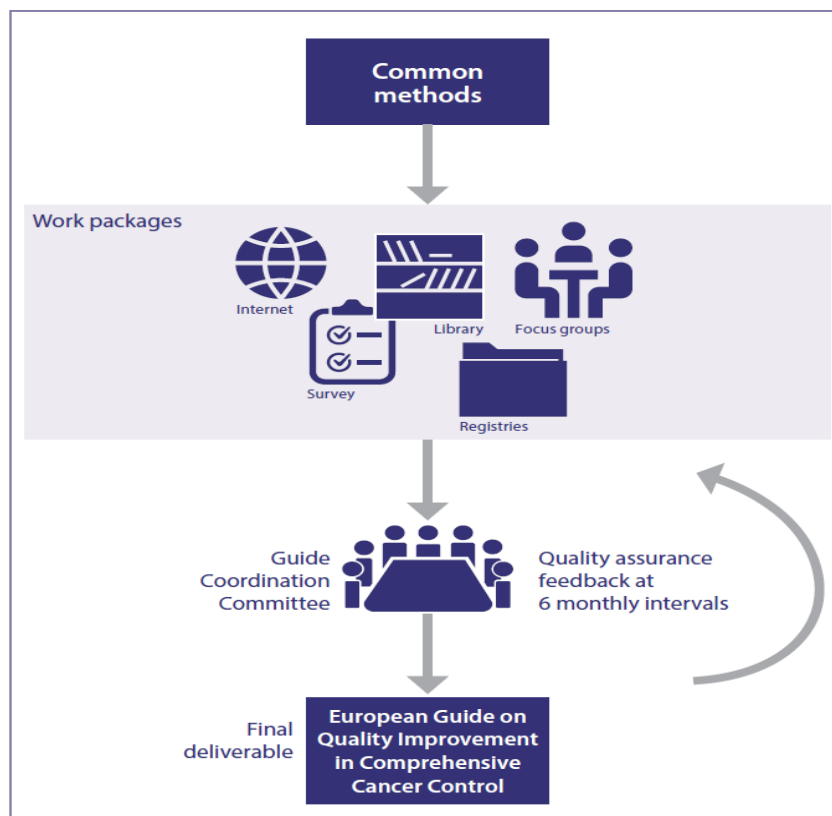 Common
methods
Work packages
Internet
Library
Focus groups
Survey
Registries
Guide
Coordination
Committee
Quality assurance
feedback at
6 monthly intervals
Final
deliverable
European Guide on
Quality Improvement
in Comprehensive
Cancer Control